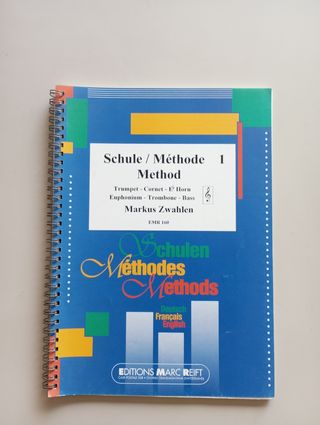 Schule / Méthode 1
Method
Trumpet - Cornet - E♭ Horn
Euphonium - Trombone - Bass
Markus Zwahlen
EMR 160
Schulen
Méthodes
Methods
Deutsch
Français
English
EDITIONS MARC REIFT